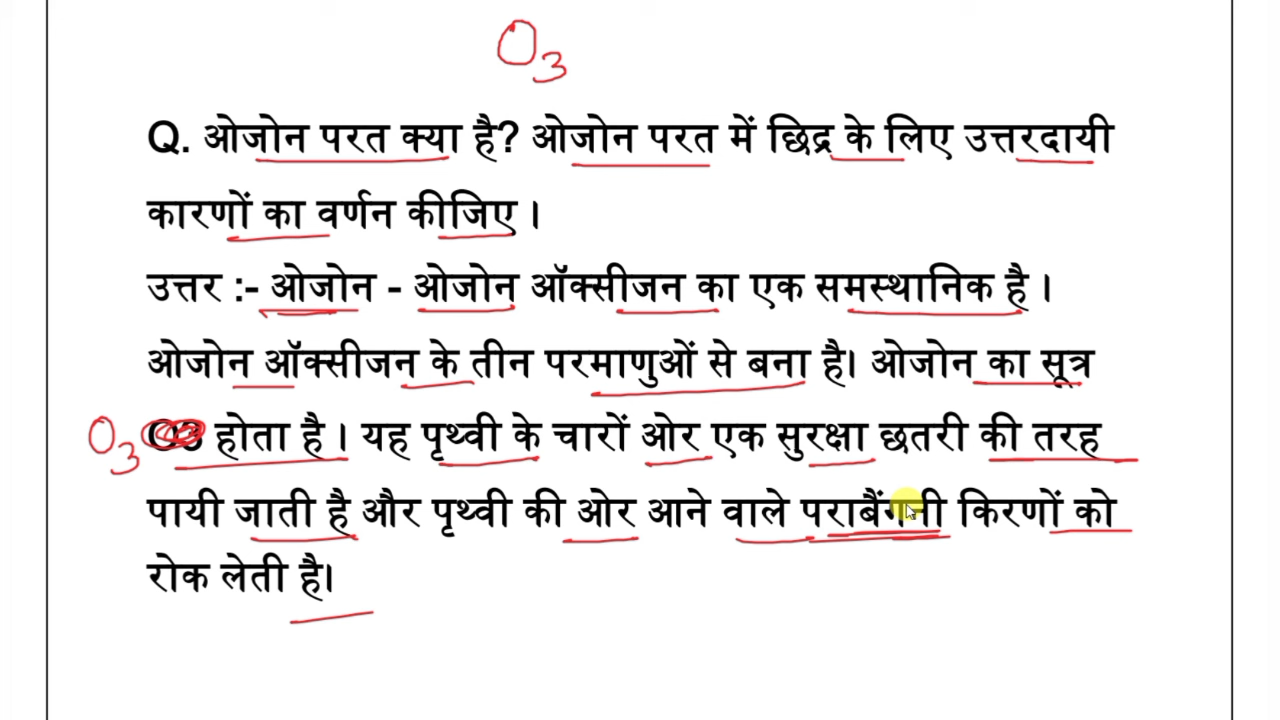 O3
Q. ओजोन परत क्या है? ओजोन परत में छिद्र के लिए उत्तरदायी
कारणों का वर्णन कीजिए ।
उत्तर :- ओजोन - ओजोन ऑक्सीजन का एक समस्थानिक है ।
ओजोन ऑक्सीजन के तीन परमाणुओं से बना है। ओजोन का सूत्र
O3 O3 होता है । यह पृथ्वी के चारों ओर एक सुरक्षा छतरी की तरह
पायी जाती है और पृथ्वी की ओर आने वाले पराबैंगनी किरणों को
रोक लेती है।